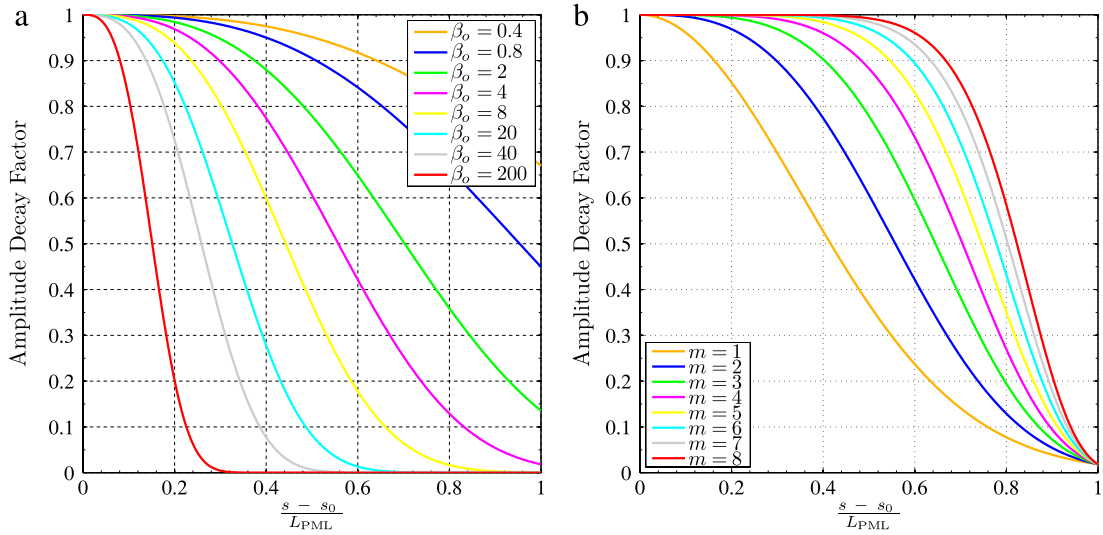 a
Amplitude Decay Factor
1
0.9
0.8
0.7
0.6
0.5
0.4
0.3
0.2
0.1
0
0 0.2 0.4 0.6 0.8 1
s − s₀
L_PML
β_o = 0.4
β_o = 0.8
β_o = 2
β_o = 4
β_o = 8
β_o = 20
β_o = 40
β_o = 200
b
Amplitude Decay Factor
1
0.9
0.8
0.7
0.6
0.5
0.4
0.3
0.2
0.1
0
0 0.2 0.4 0.6 0.8 1
s − s₀
L_PML
m = 1
m = 2
m = 3
m = 4
m = 5
m = 6
m = 7
m = 8